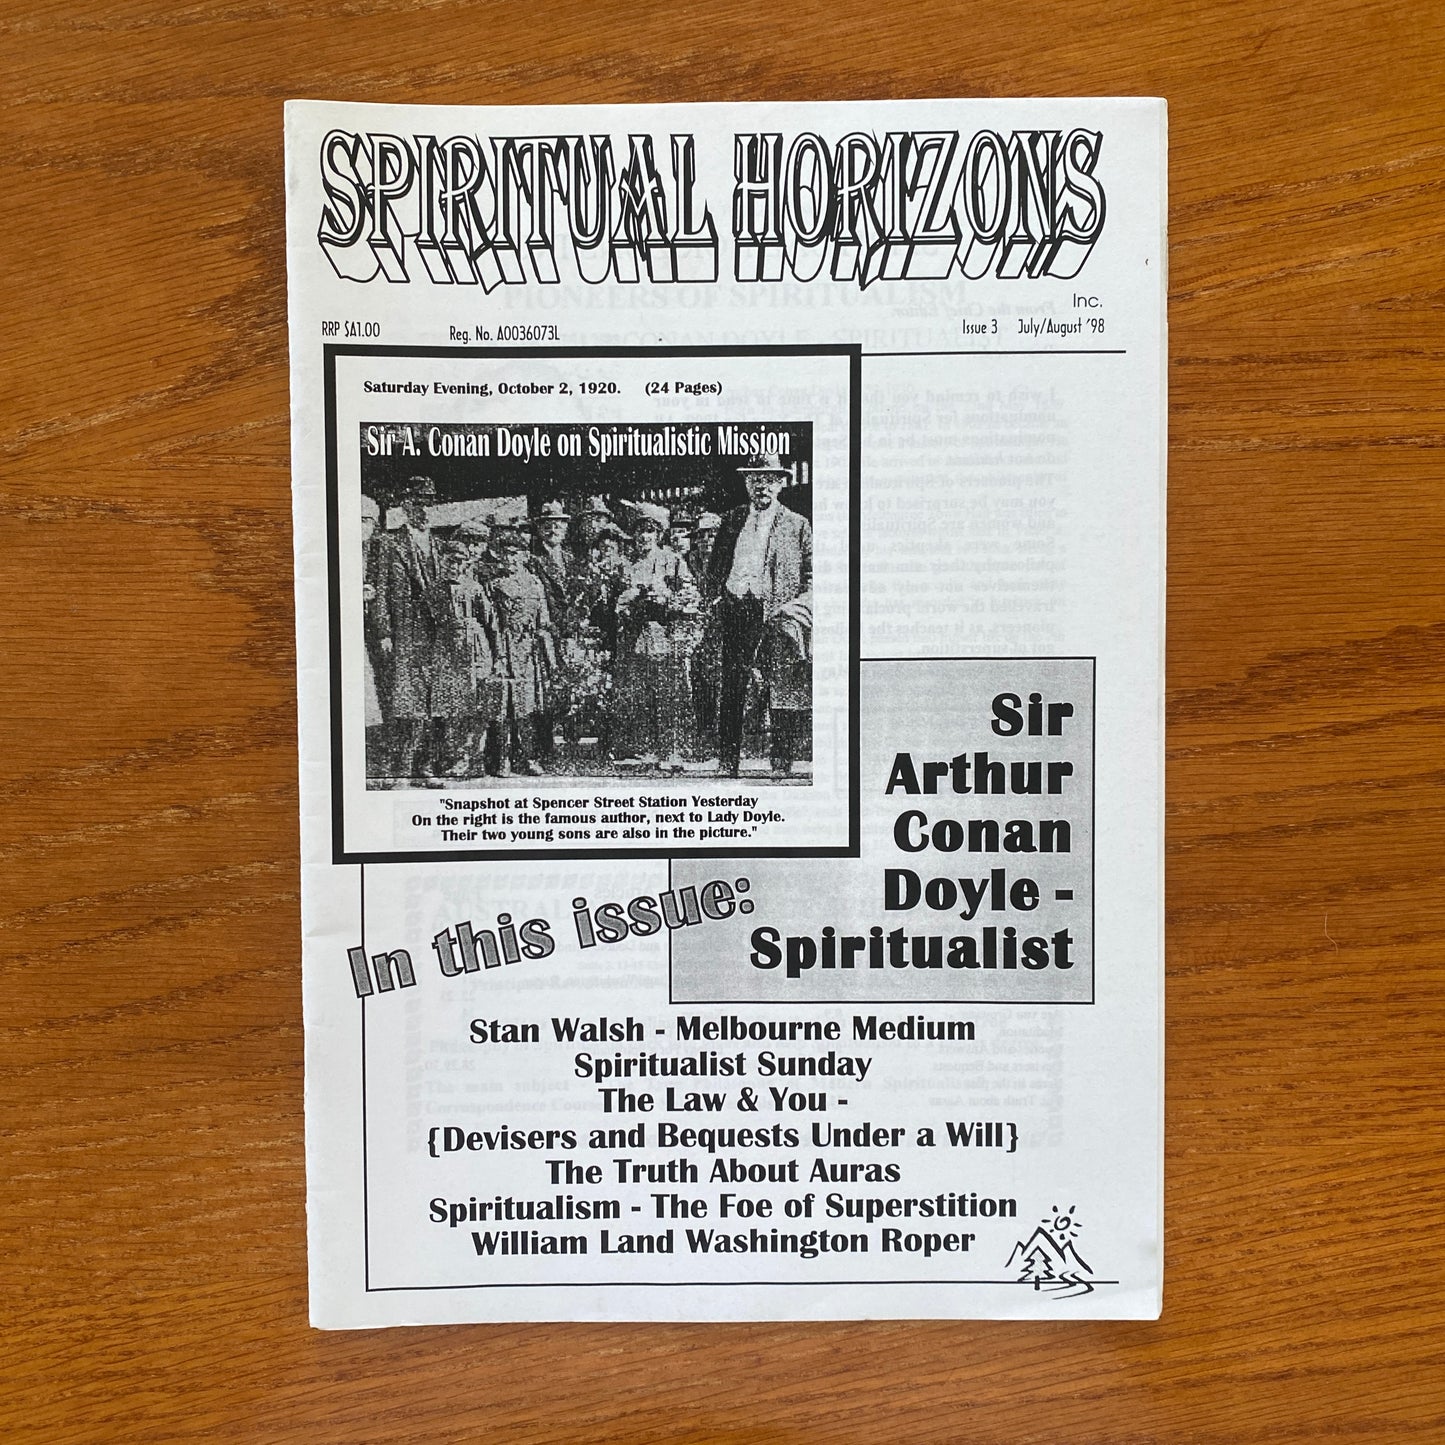 SPIRITUAL HORIZONS
Inc.
RRP $A1.00 Reg. No. A0036073L Issue 3 July/August '98
Saturday Evening, October 2, 1920. (24 Pages)
Sir A. Conan Doyle on Spiritualistic Mission
"Snapshot at Spencer Street Station Yesterday
On the right is the famous author, next to Lady Doyle.
Their two young sons are also in the picture."
Sir
Arthur
Conan
Doyle -
Spiritualist
In this issue:
Stan Walsh - Melbourne Medium
Spiritualist Sunday
The Law & You -
{Devisers and Bequests Under a Will}
The Truth About Auras
Spiritualism - The Foe of Superstition
William Land Washington Roper